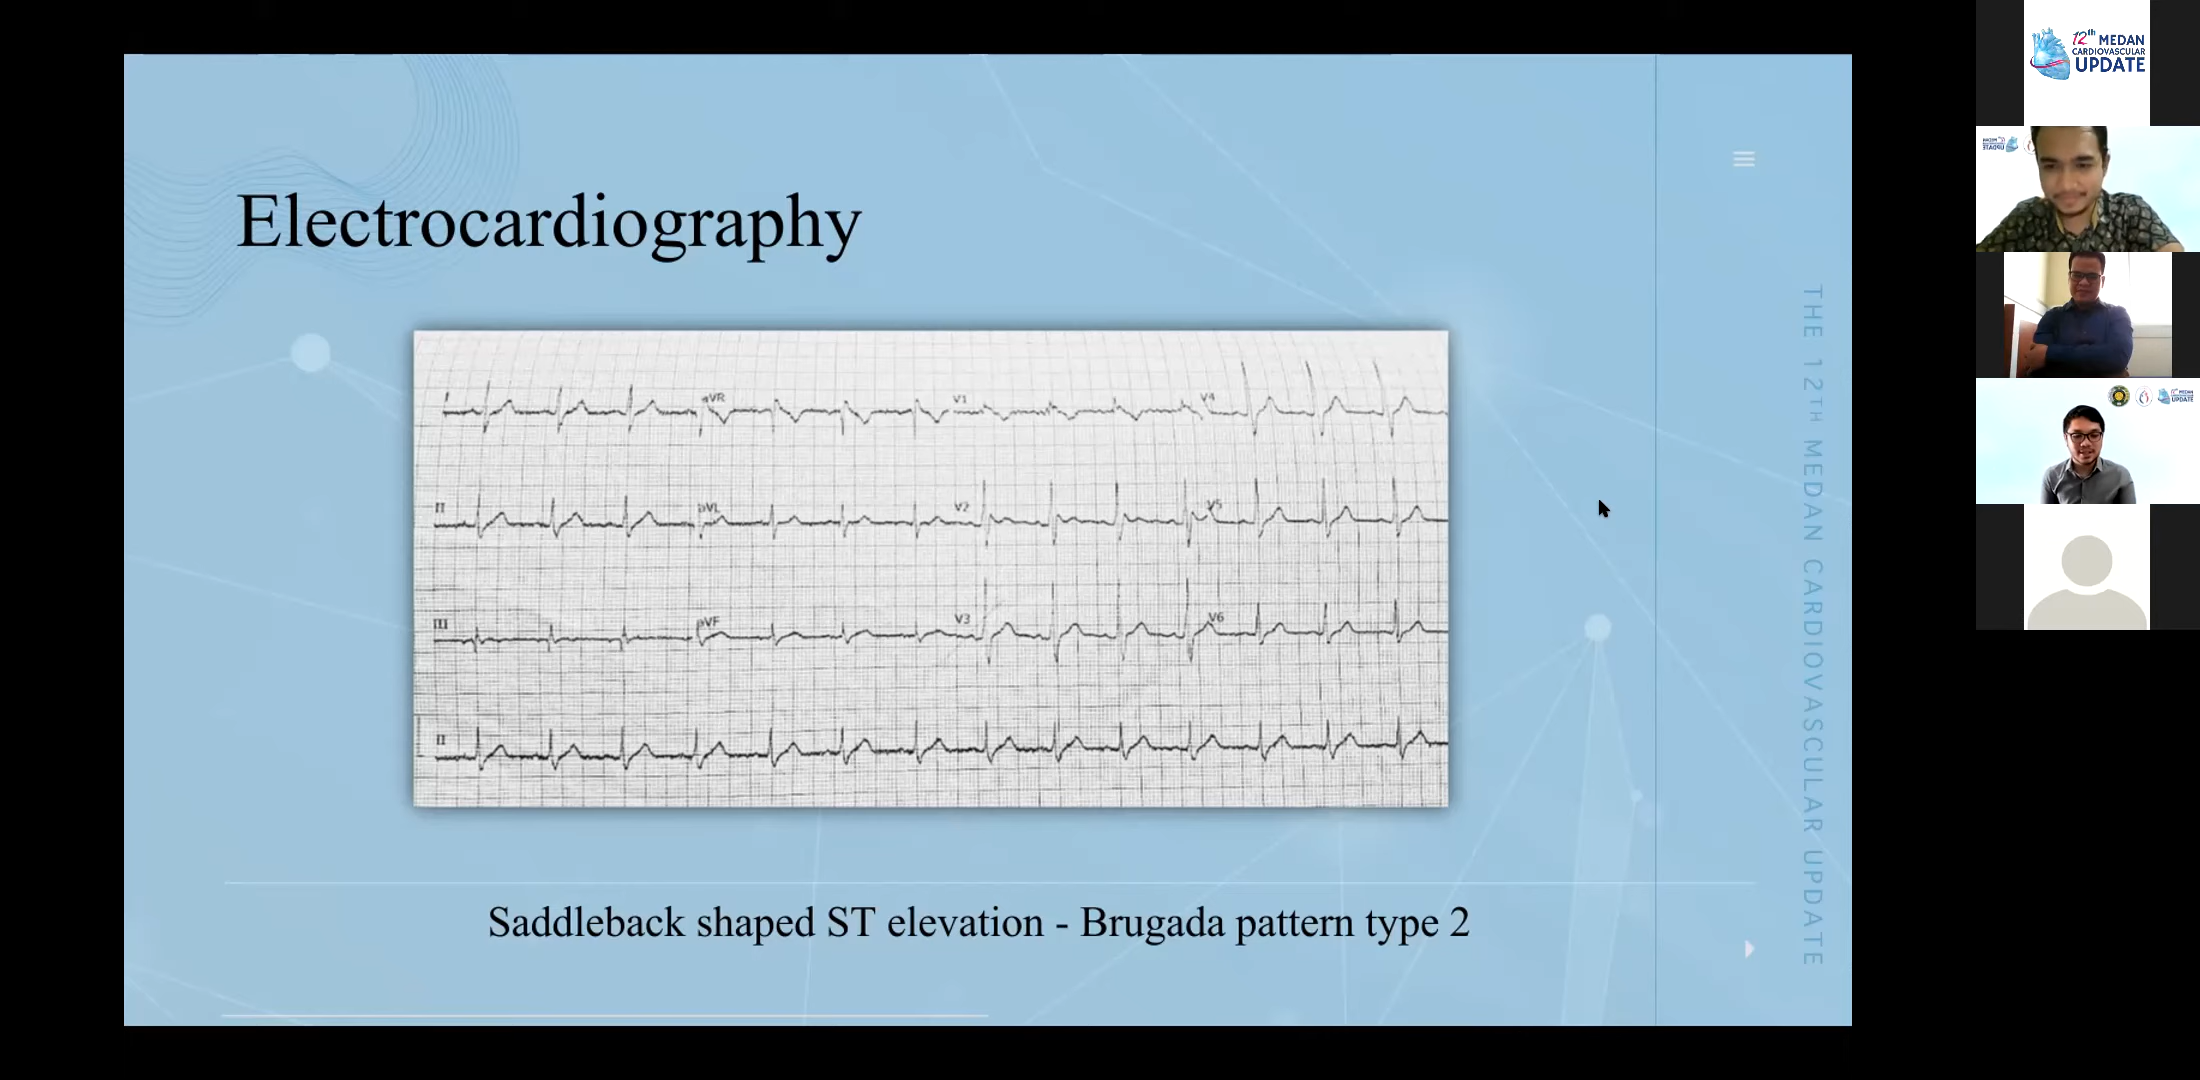 Electrocardiography
I
aVR
V1
V4
II
aVL
V2
V5
III
aVF
V3
V6
II
Saddleback shaped ST elevation - Brugada pattern type 2
THE 12TH MEDAN CARDIOVASCULAR UPDATE
12th MEDAN
CARDIOVASCULAR
UPDATE